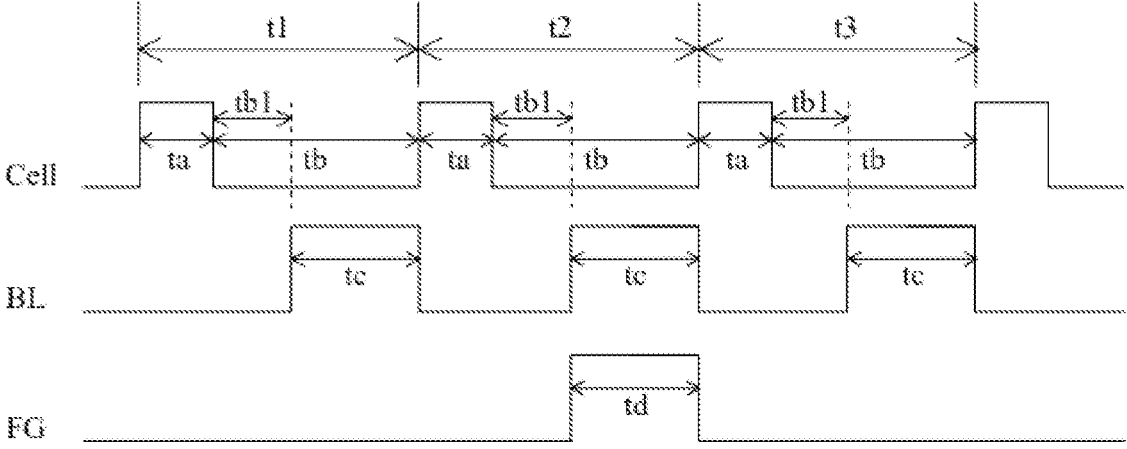 t1 t2 t3
tb1 tb1 tb1
ta tb ta tb ta tb
Cell
tc tc tc
BL
td
FG